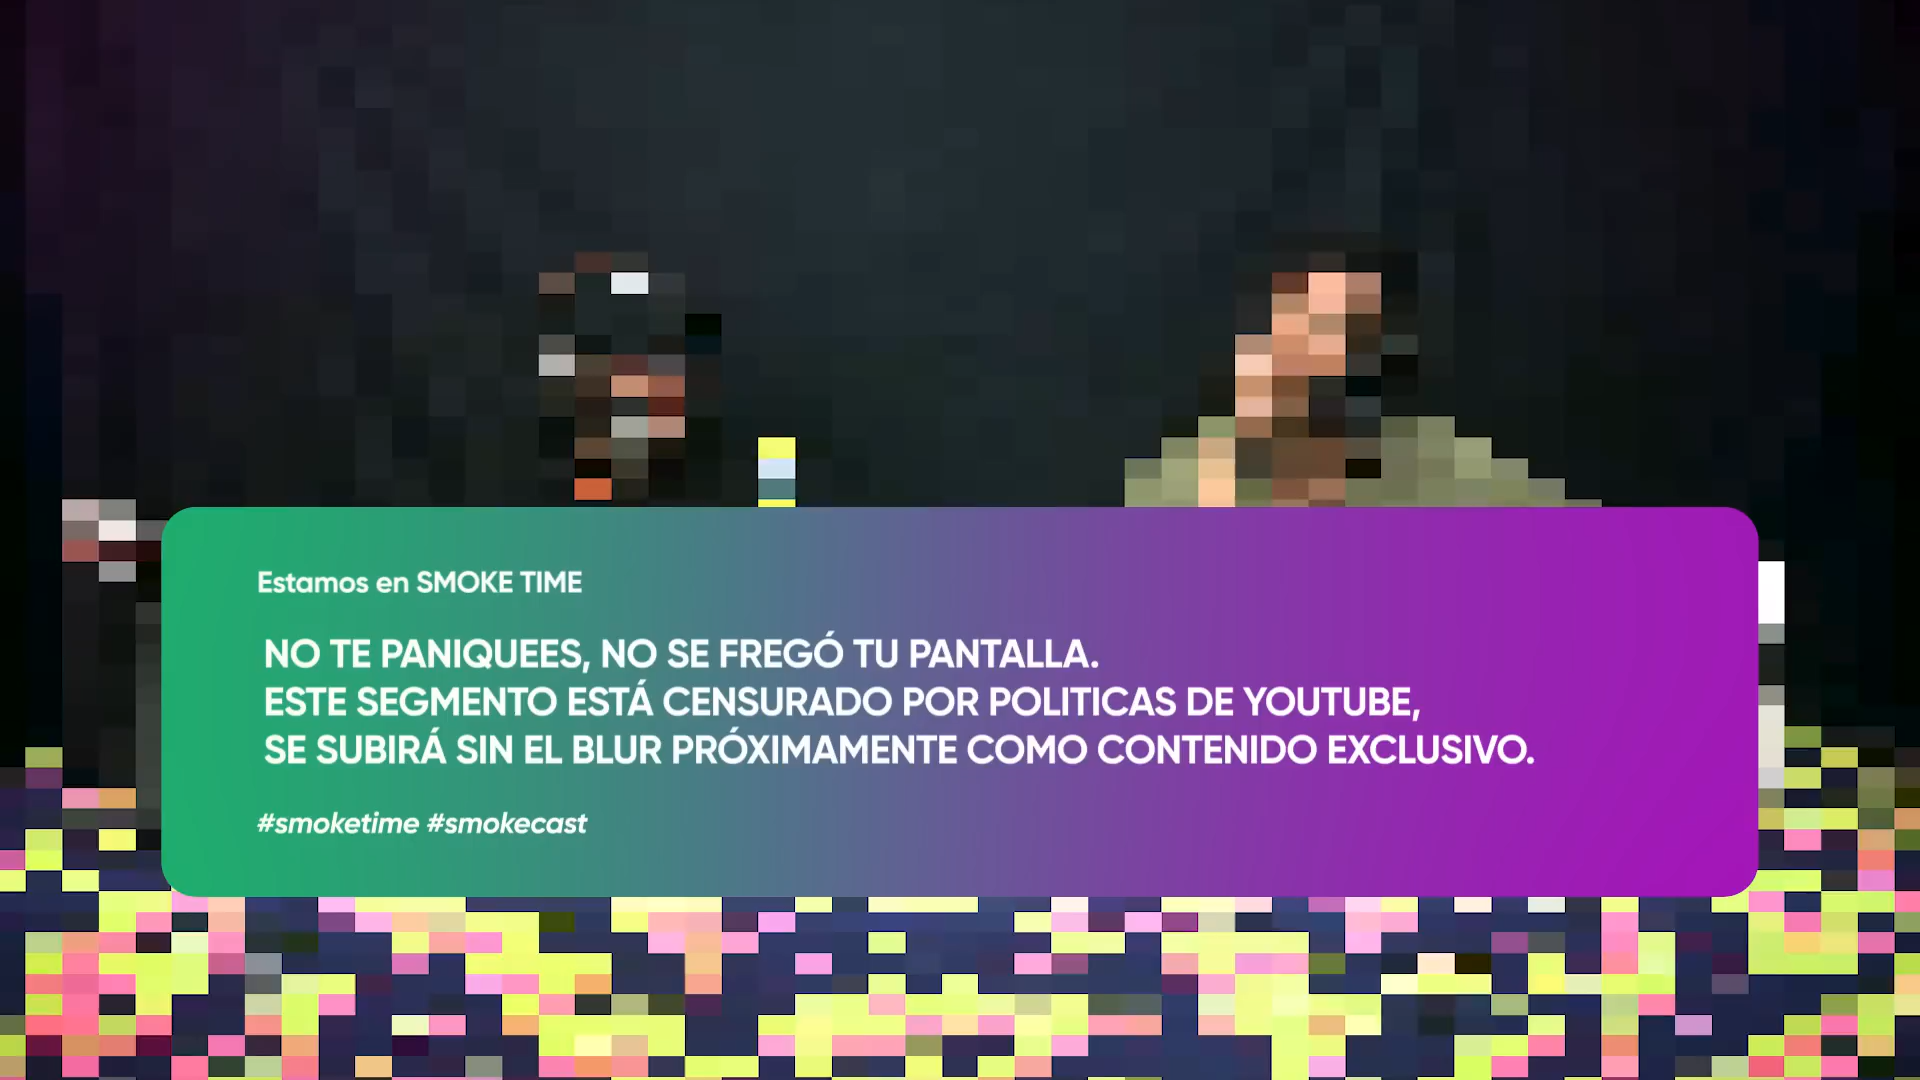 Estamos en SMOKE TIME
NO TE PANIQUEES, NO SE FREGÓ TU PANTALLA.
ESTE SEGMENTO ESTÁ CENSURADO POR POLITICAS DE YOUTUBE,
SE SUBIRÁ SIN EL BLUR PRÓXIMAMENTE COMO CONTENIDO EXCLUSIVO.
#smoketime #smokecast